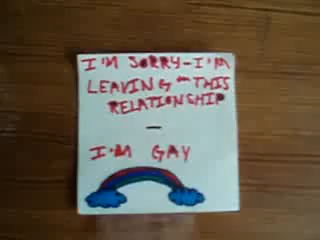 I'M SORRY-I'M
LEAVING THIS
RELATIONSHIP
—
I'M GAY